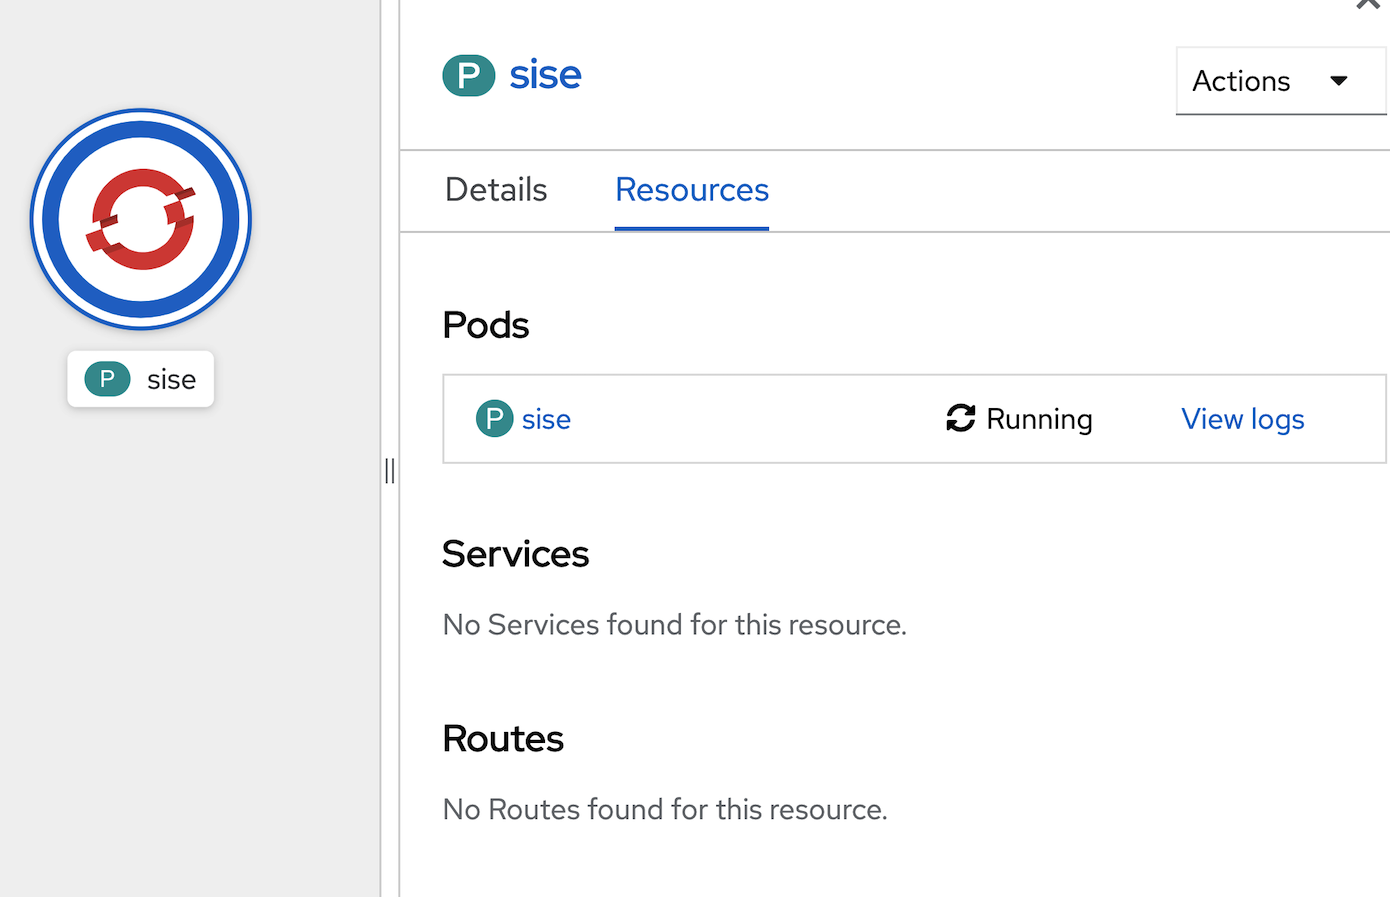 P sise
Actions
Details Resources
Pods
P sise Running View logs
P sise
Services
No Services found for this resource.
Routes
No Routes found for this resource.